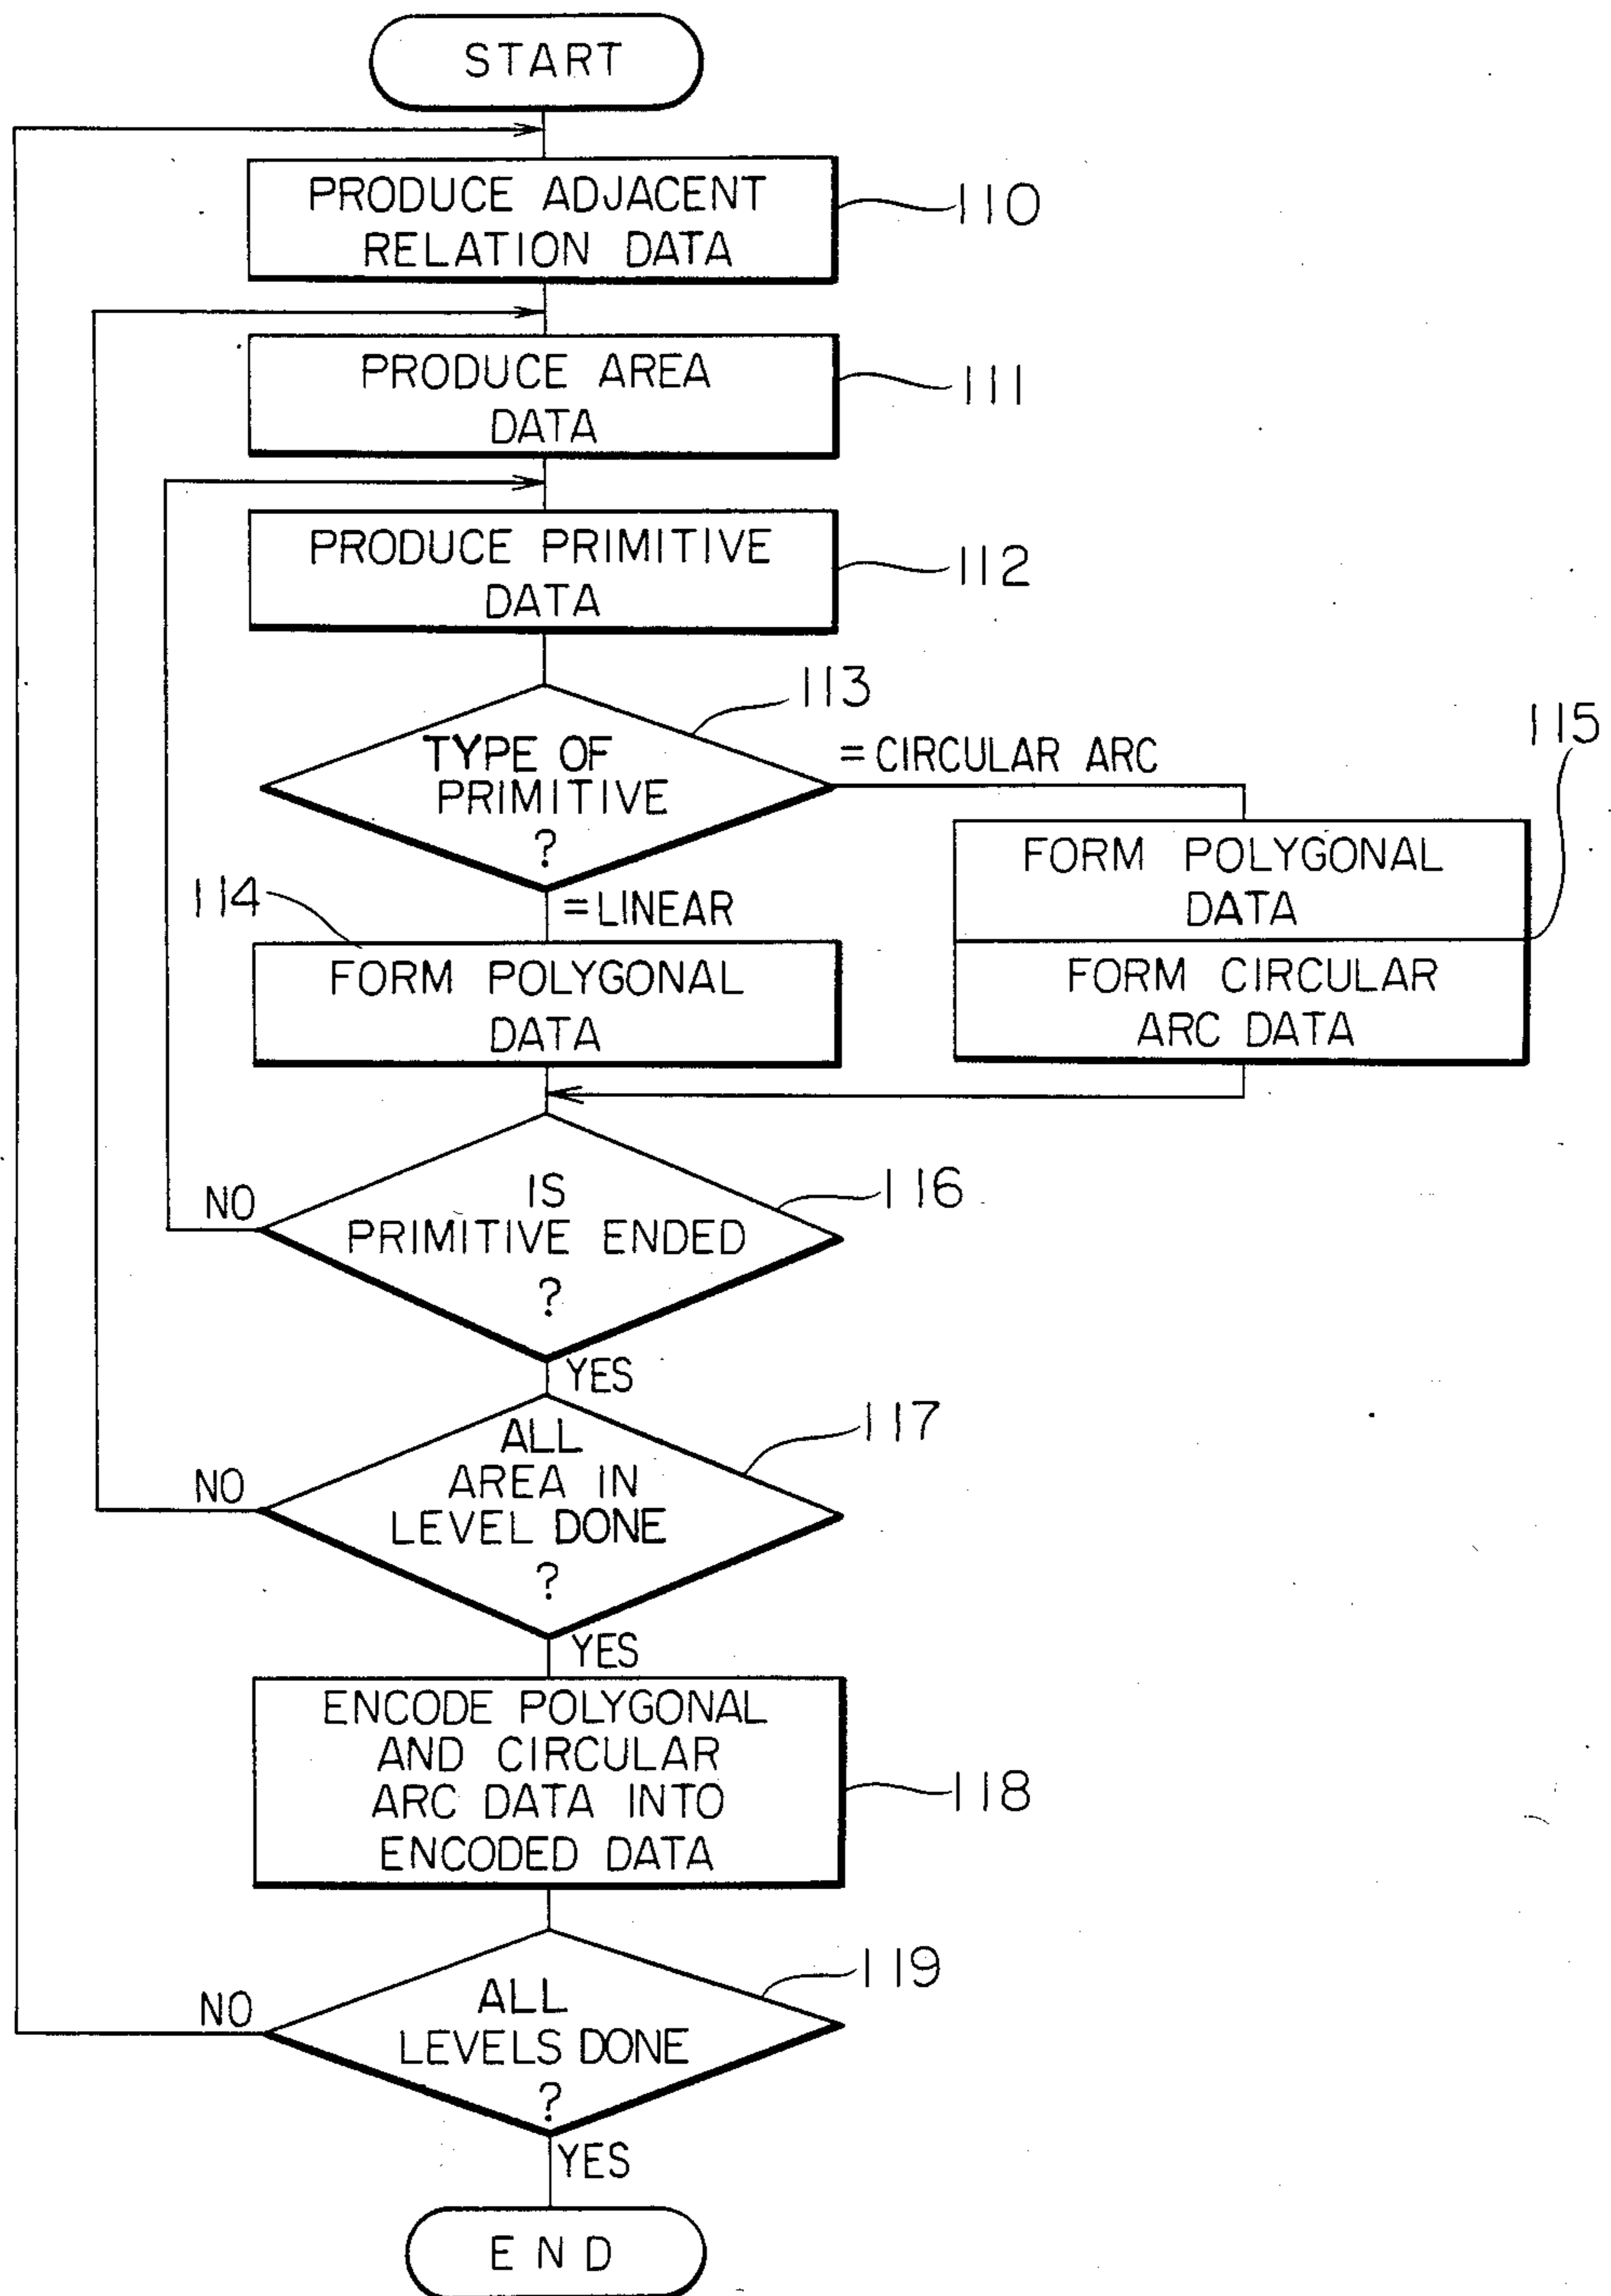 START
PRODUCE ADJACENT
RELATION DATA
110
PRODUCE AREA
DATA
111
PRODUCE PRIMITIVE
DATA
112
113
TYPE OF
PRIMITIVE
?
= CIRCULAR ARC
115
FORM POLYGONAL
DATA
FORM CIRCULAR
ARC DATA
= LINEAR
114
FORM POLYGONAL
DATA
IS
PRIMITIVE ENDED
?
116
NO
YES
ALL
AREA IN
LEVEL DONE
?
117
NO
YES
ENCODE POLYGONAL
AND CIRCULAR
ARC DATA INTO
ENCODED DATA
118
ALL
LEVELS DONE
?
119
NO
YES
END